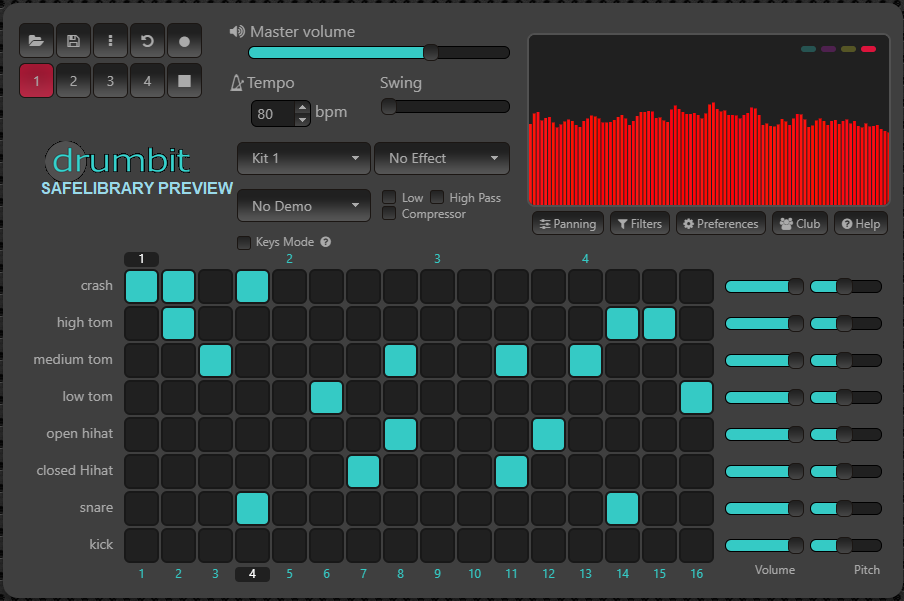 Master volume
1 2 3 4
Tempo Swing
80 bpm
drumbit
SAFELIBRARY PREVIEW
Kit 1 No Effect
No Demo Low High Pass
Compressor
Panning Filters Preferences Club Help
Keys Mode
1 2 3 4
crash
high tom
medium tom
low tom
open hihat
closed Hihat
snare
kick
1 2 3 4 5 6 7 8 9 10 11 12 13 14 15 16
Volume Pitch